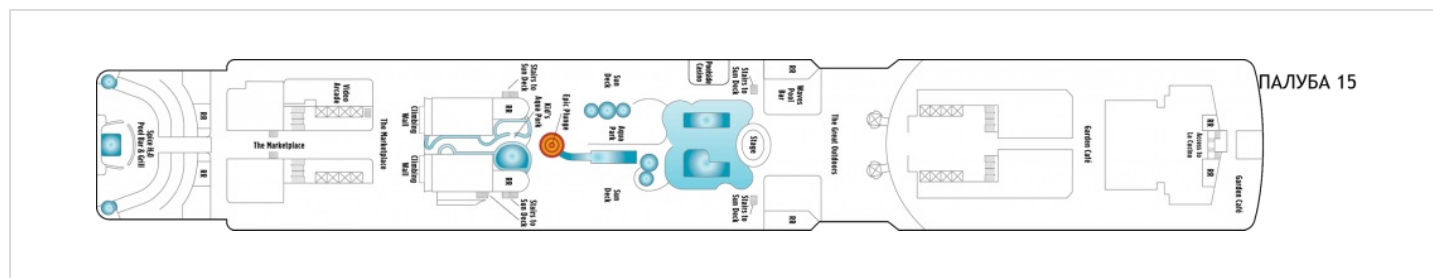 ПАЛУБА 15
Spice H₂O
Pool Bar & Grill
RR
RR
Video
Arcade
The Marketplace
The Marketplace
Climbing
Wall
Climbing
Wall
Stairs to
Sun Deck
RR
RR
Stairs to
Sun Deck
Kid's
Aqua Park
Epic Plunge
Sun
Deck
Aqua
Park
Sun
Deck
Poolside
Casino
Stairs to
Sun Deck
Stage
Stairs to
Sun Deck
RR
Waves
Pool
Bar
RR
The Great Outdoors
Garden Café
RR
Access to
La Cucina
RR
Garden Café